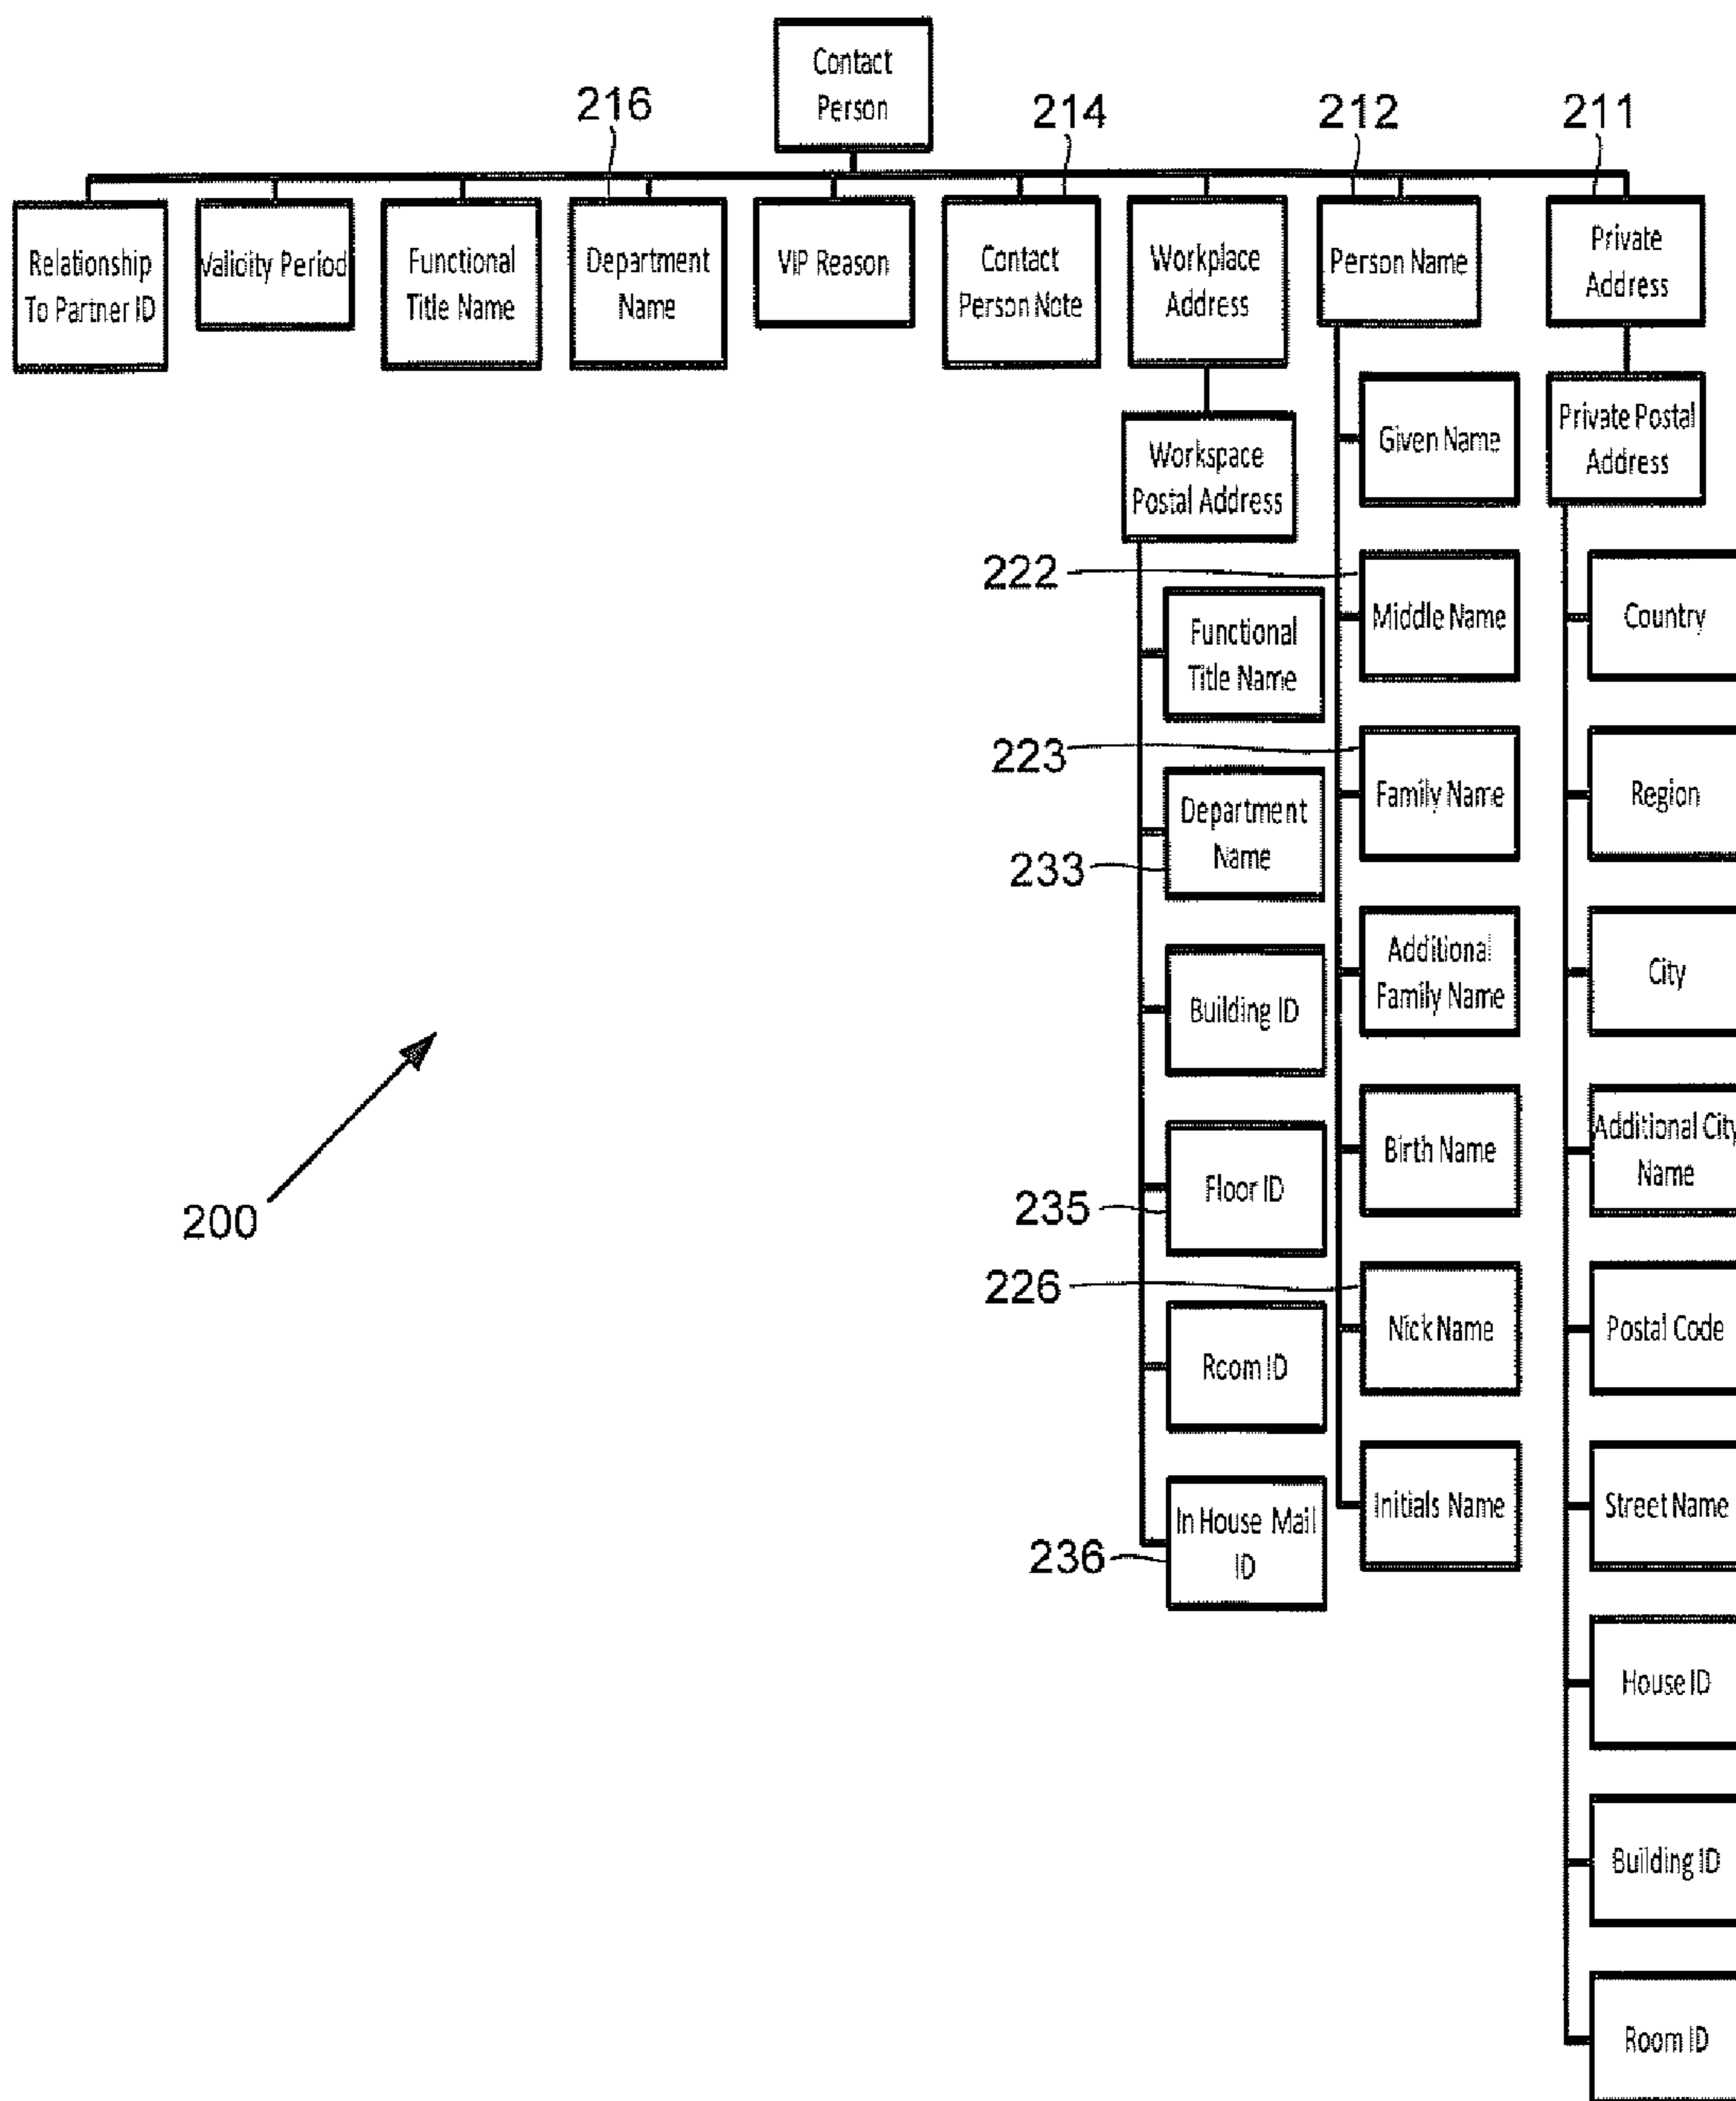 Contact
Person
216
214
212
211
Relationship
To Partner ID
Validity Period
Functional
Title Name
Department
Name
VIP Reason
Contact
Person Note
Workplace
Address
Person Name
Private
Address
Workspace
Postal Address
Given Name
Private Postal
Address
222
Functional
Title Name
Middle Name
Country
223
Department
Name
233
Family Name
Region
Building ID
Additional
Family Name
City
235
Floor ID
Birth Name
Additional City
Name
200
226
Room ID
Nick Name
Postal Code
236
In House Mail
ID
Initials Name
Street Name
House ID
Building ID
Room ID